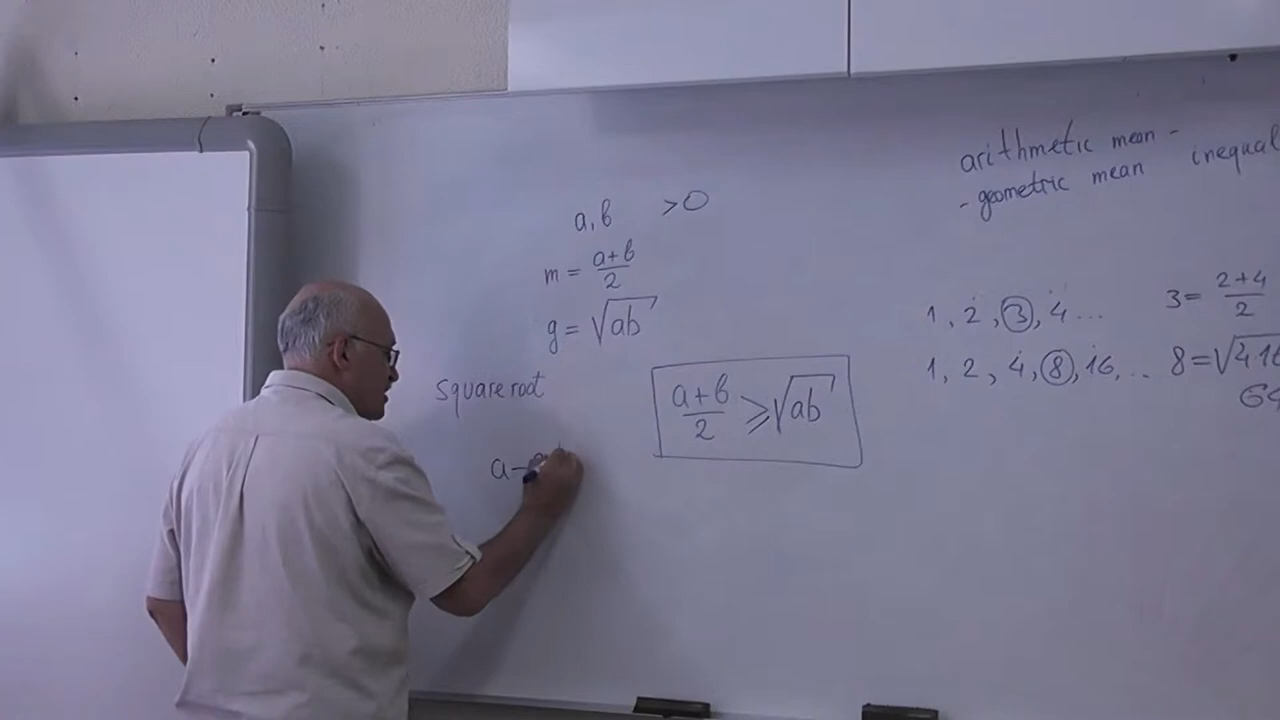 a, b > 0
m = (a+b)/2
g = √ab
square root
a -
(a+b)/2 ⩾ √ab
arithmetic mean -
- geometric mean
1, 2, 3, 4 ...
3 = (2+4)/2
1, 2, 4, 8, 16, ..
8 = √4 16